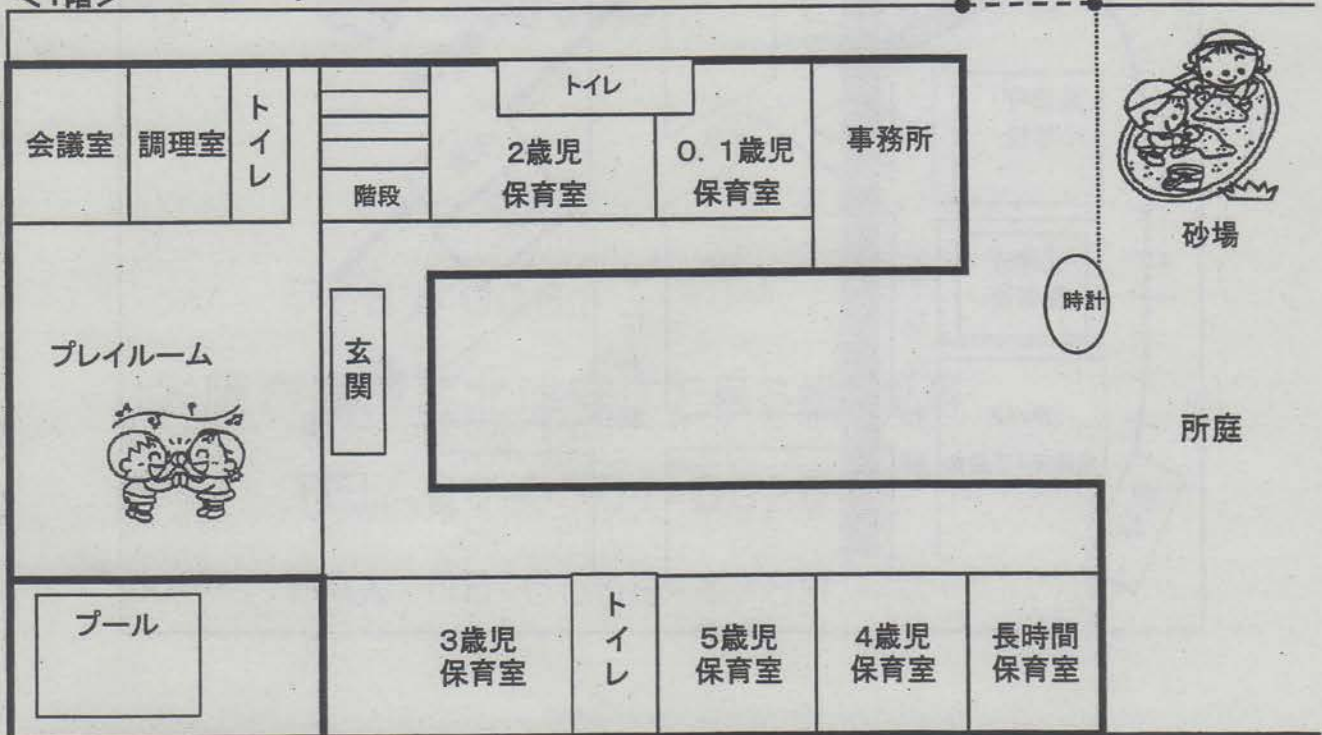 <1階>
トイレ
会議室
調理室
トイレ
階段
2歳児
保育室
0.1歳児
保育室
事務所
砂場
時計
プレイルーム
玄関
所庭
プール
3歳児
保育室
トイレ
5歳児
保育室
4歳児
保育室
長時間
保育室